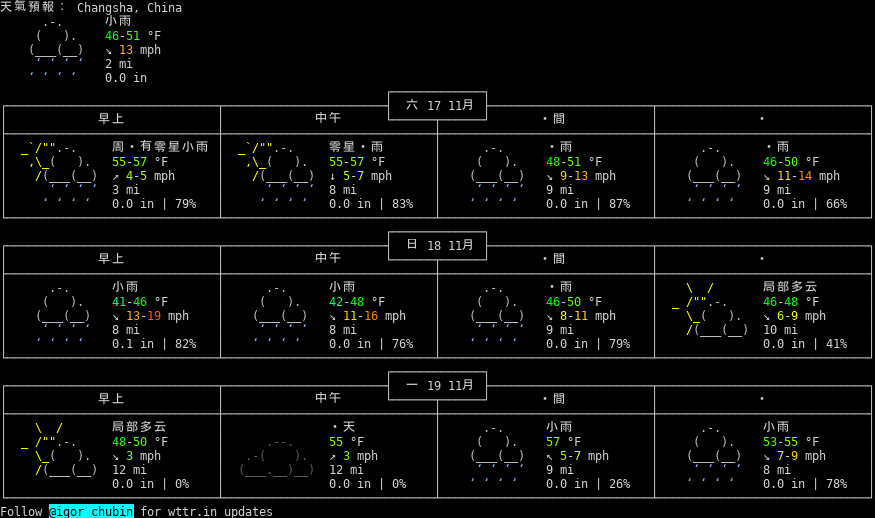 天氣預報： Changsha, China
小雨
46-51 °F
↘ 13 mph
2 mi
0.0 in
六 17 11月
早上 中午 ・間 ・
周・有零星小雨 零星・雨 ・雨 ・雨
55-57 °F 55-57 °F 48-51 °F 46-50 °F
↗ 4-5 mph ↓ 5-7 mph ↘ 9-13 mph ↘ 11-14 mph
3 mi 8 mi 9 mi 9 mi
0.0 in | 79% 0.0 in | 83% 0.0 in | 87% 0.0 in | 66%
日 18 11月
早上 中午 ・間 ・
小雨 小雨 ・雨 局部多云
41-46 °F 42-48 °F 46-50 °F 46-48 °F
↘ 13-19 mph ↘ 11-16 mph ↘ 8-11 mph ↘ 6-9 mph
8 mi 8 mi 9 mi 10 mi
0.1 in | 82% 0.0 in | 76% 0.0 in | 79% 0.0 in | 41%
一 19 11月
早上 中午 ・間 ・
局部多云 ・天 小雨 小雨
48-50 °F 55 °F 57 °F 53-55 °F
↘ 3 mph ↗ 3 mph ↖ 5-7 mph ↘ 7-9 mph
12 mi 12 mi 9 mi 8 mi
0.0 in | 0% 0.0 in | 0% 0.0 in | 26% 0.0 in | 78%
Follow @igor_chubin for wttr.in updates